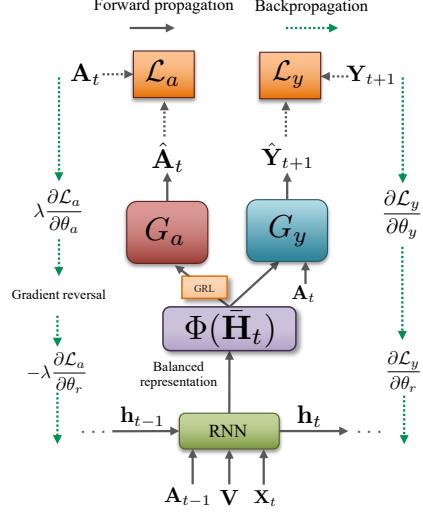 Forward propagation Backpropagation
𝐀_t ℒ_a ℒ_y 𝐘_{t+1}
𝐀̂_t 𝐘̂_{t+1}
λ ∂ℒ_a/∂θ_a G_a G_y ∂ℒ_y/∂θ_y
GRL 𝐀_t
Gradient reversal
Φ(𝐇̄_t)
−λ ∂ℒ_a/∂θ_r Balanced ∂ℒ_y/∂θ_r
representation
. . . 𝐡_{t−1} RNN 𝐡_t . . .
𝐀_{t−1} 𝐕 𝐱_t